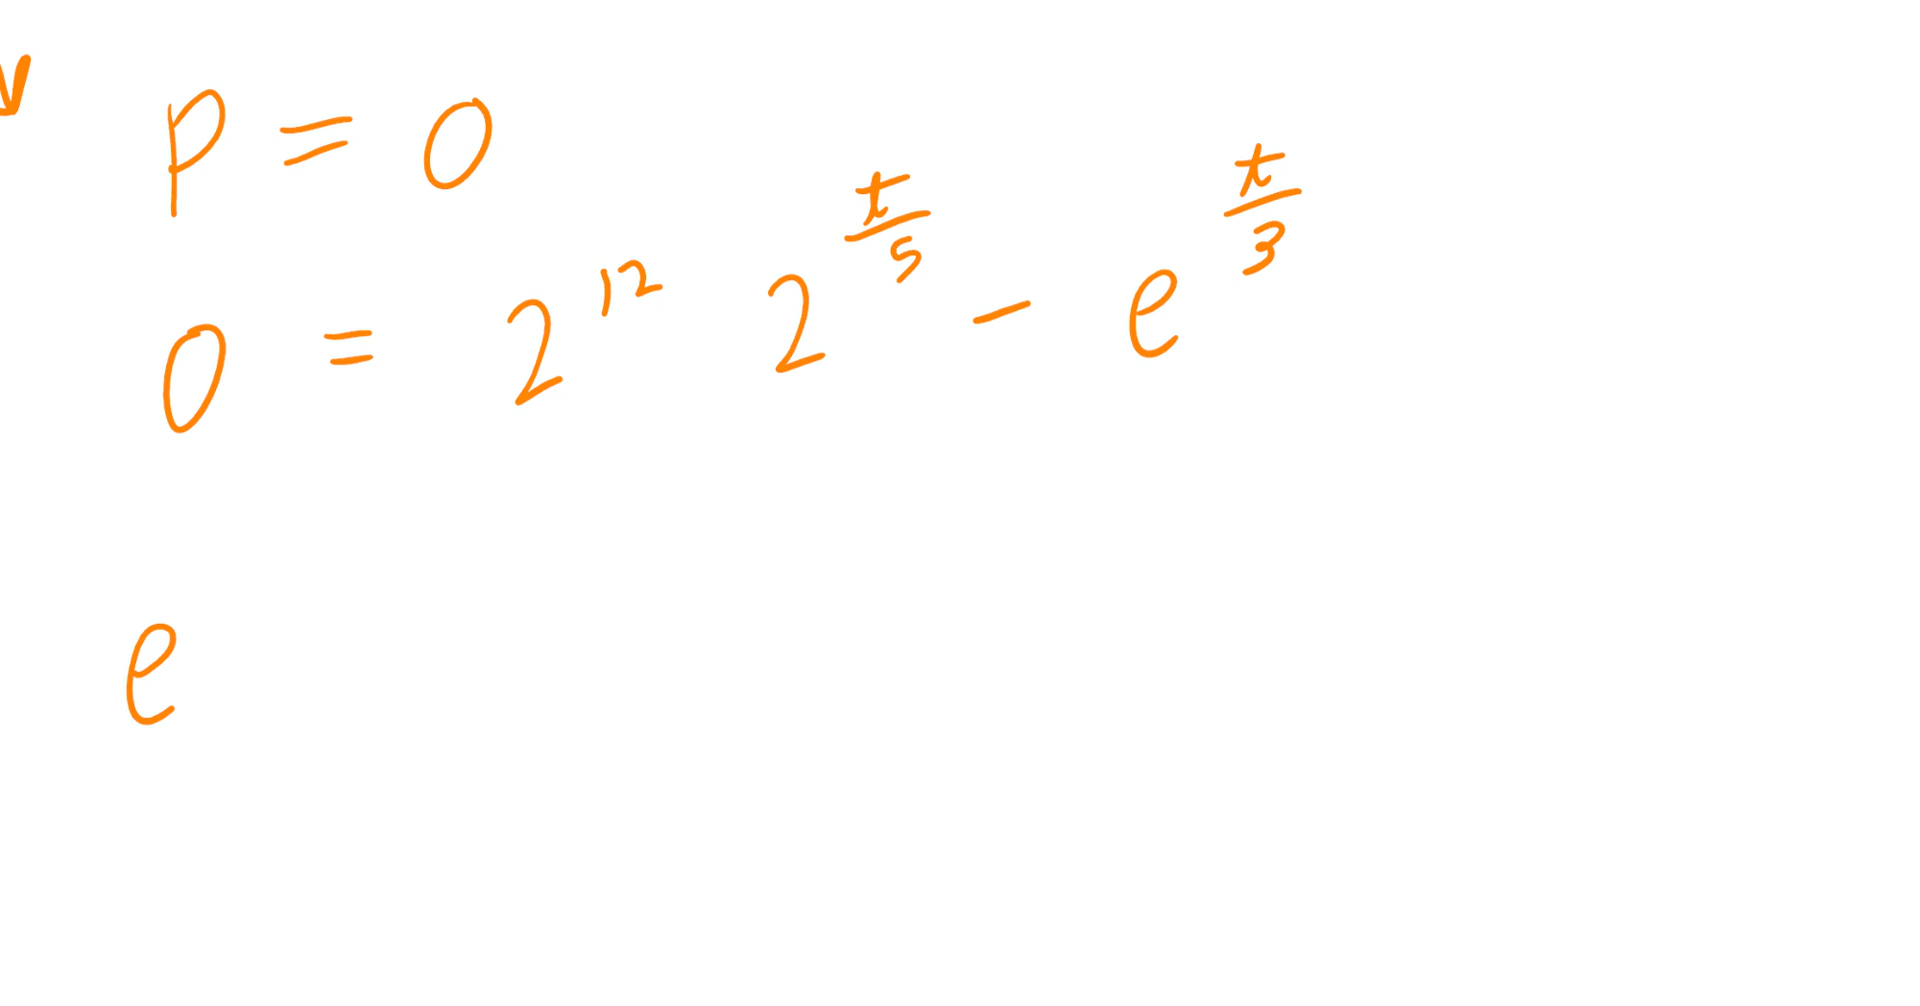 p = 0
0 = 2^12 2^(t/5) - e^(t/3)
e